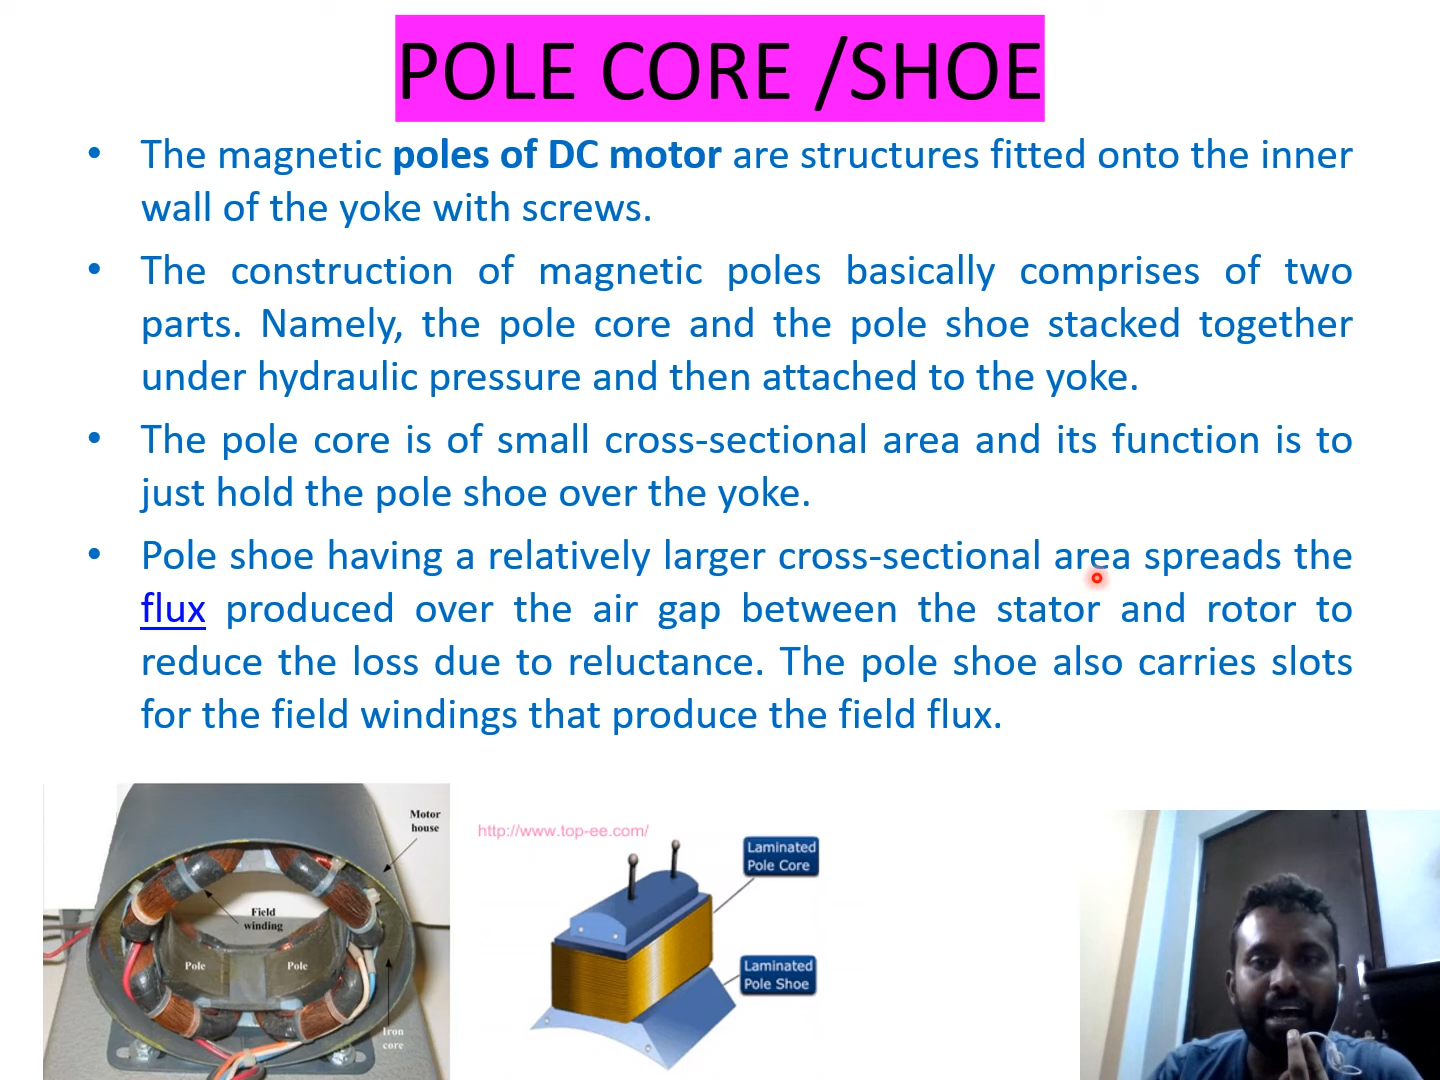 POLE CORE /SHOE
• The magnetic poles of DC motor are structures fitted onto the inner
wall of the yoke with screws.
• The construction of magnetic poles basically comprises of two
parts. Namely, the pole core and the pole shoe stacked together
under hydraulic pressure and then attached to the yoke.
• The pole core is of small cross-sectional area and its function is to
just hold the pole shoe over the yoke.
• Pole shoe having a relatively larger cross-sectional area spreads the
flux produced over the air gap between the stator and rotor to
reduce the loss due to reluctance. The pole shoe also carries slots
for the field windings that produce the field flux.
Motor
house
Field
winding
Pole
Pole
Iron
core
http://www.top-ee.com/
Laminated
Pole Core
Laminated
Pole Shoe